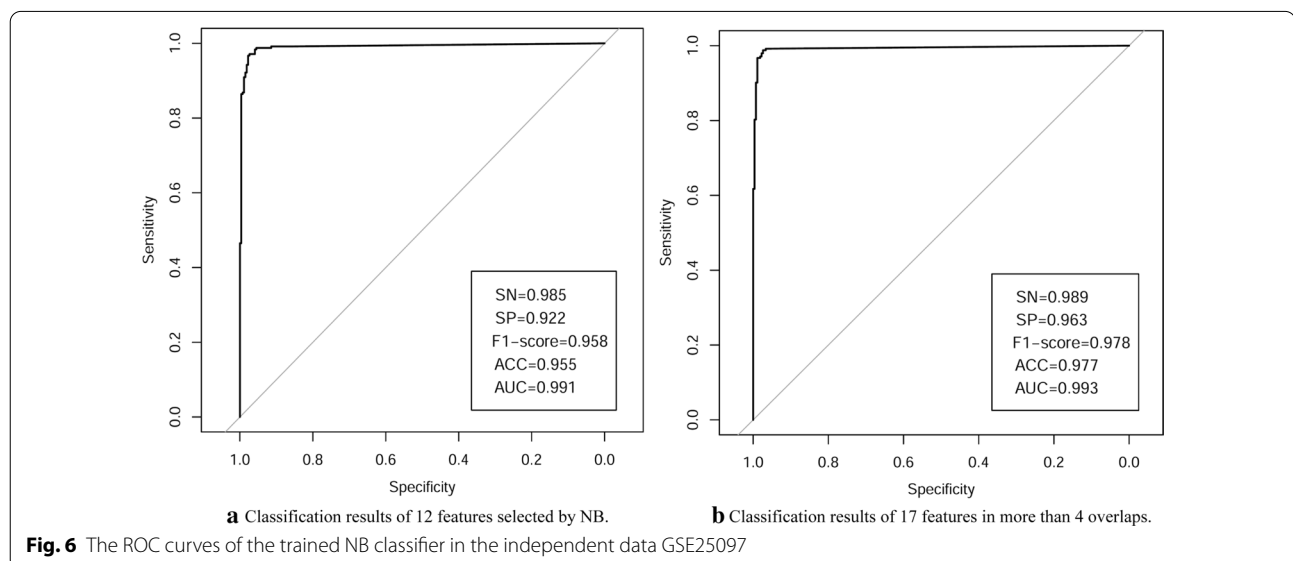 1.0
0.8
0.6
0.4
0.2
0.0
Sensitivity
SN=0.985
SP=0.922
F1-score=0.958
ACC=0.955
AUC=0.991
1.0 0.8 0.6 0.4 0.2 0.0
Specificity
a Classification results of 12 features selected by NB.
1.0
0.8
0.6
0.4
0.2
0.0
Sensitivity
SN=0.989
SP=0.963
F1-score=0.978
ACC=0.977
AUC=0.993
1.0 0.8 0.6 0.4 0.2 0.0
Specificity
b Classification results of 17 features in more than 4 overlaps.
Fig. 6 The ROC curves of the trained NB classifier in the independent data GSE25097